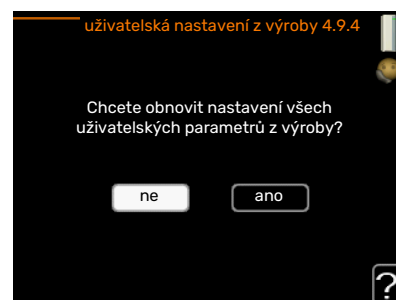 uživatelská nastavení z výroby 4.9.4
Chcete obnovit nastavení všech
uživatelských parametrů z výroby?
ne
ano
?